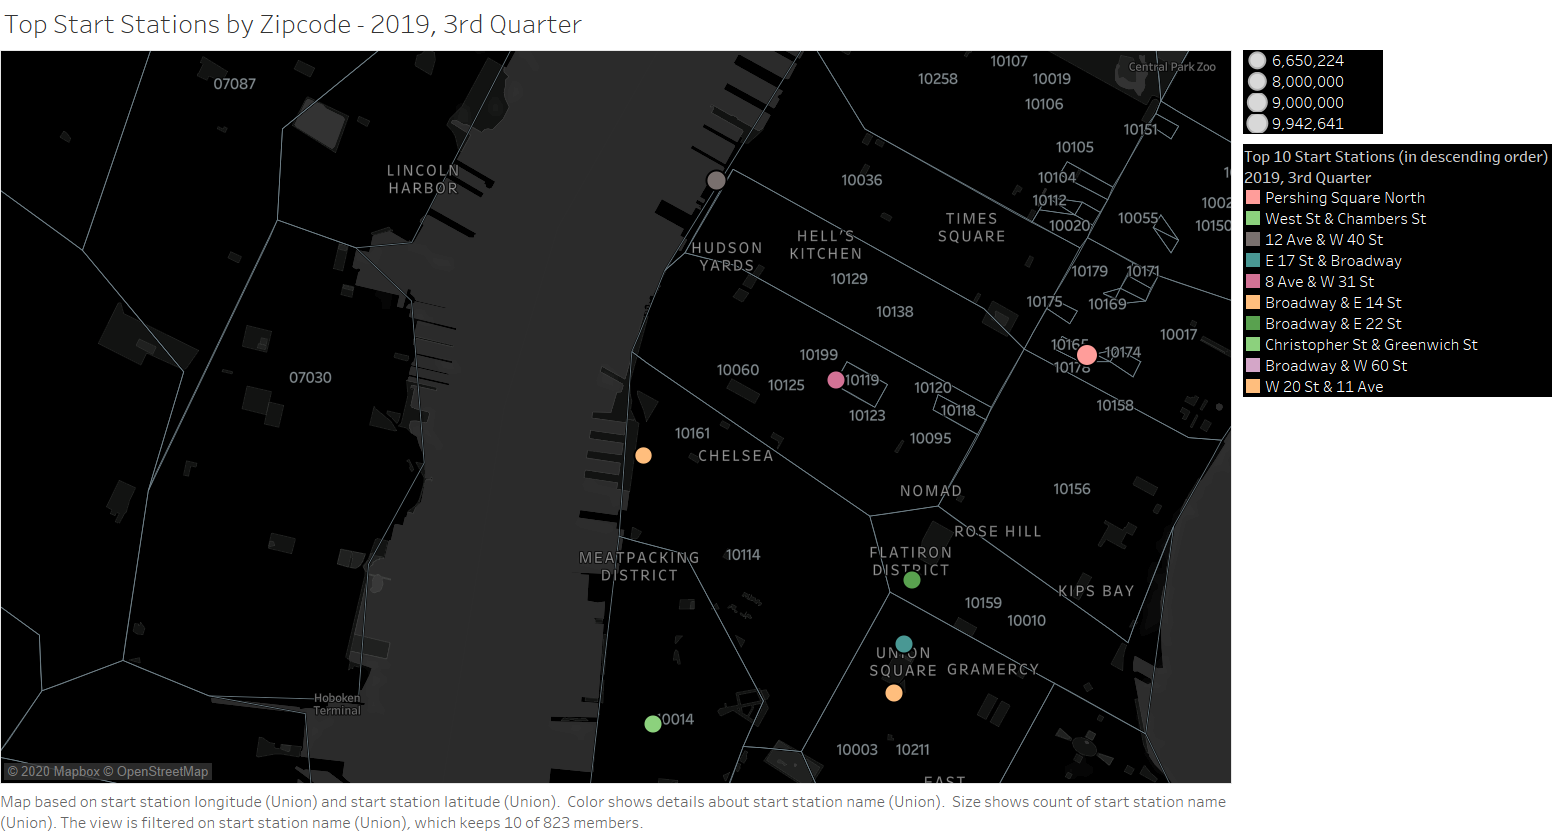 Top Start Stations by Zipcode - 2019, 3rd Quarter
6,650,224
8,000,000
9,000,000
9,942,641
Top 10 Start Stations (in descending order)
2019, 3rd Quarter
Pershing Square North
West St & Chambers St
12 Ave & W 40 St
E 17 St & Broadway
8 Ave & W 31 St
Broadway & E 14 St
Broadway & E 22 St
Christopher St & Greenwich St
Broadway & W 60 St
W 20 St & 11 Ave
10107
Central Park Zoo
10258
10019
07087
10106
10151
10105
LINCOLN
HARBOR
10036
10104
10112
TIMES
SQUARE
10055
10020
10150
HELL'S
KITCHEN
HUDSON
YARDS
10129
10179
10171
10175
10169
10138
10017
10174
10199
10178
10060
07030
10125
10119
10120
10158
10118
10123
10161
10095
CHELSEA
NOMAD
10156
ROSE HILL
MEATPACKING
DISTRICT
10114
FLATIRON
DISTRICT
KIPS BAY
10159
10010
UNION
SQUARE
GRAMERCY
Hoboken
Terminal
10014
10003
10211
EAST
© 2020 Mapbox © OpenStreetMap
Map based on start station longitude (Union) and start station latitude (Union).  Color shows details about start station name (Union).  Size shows count of start station name
(Union). The view is filtered on start station name (Union), which keeps 10 of 823 members.